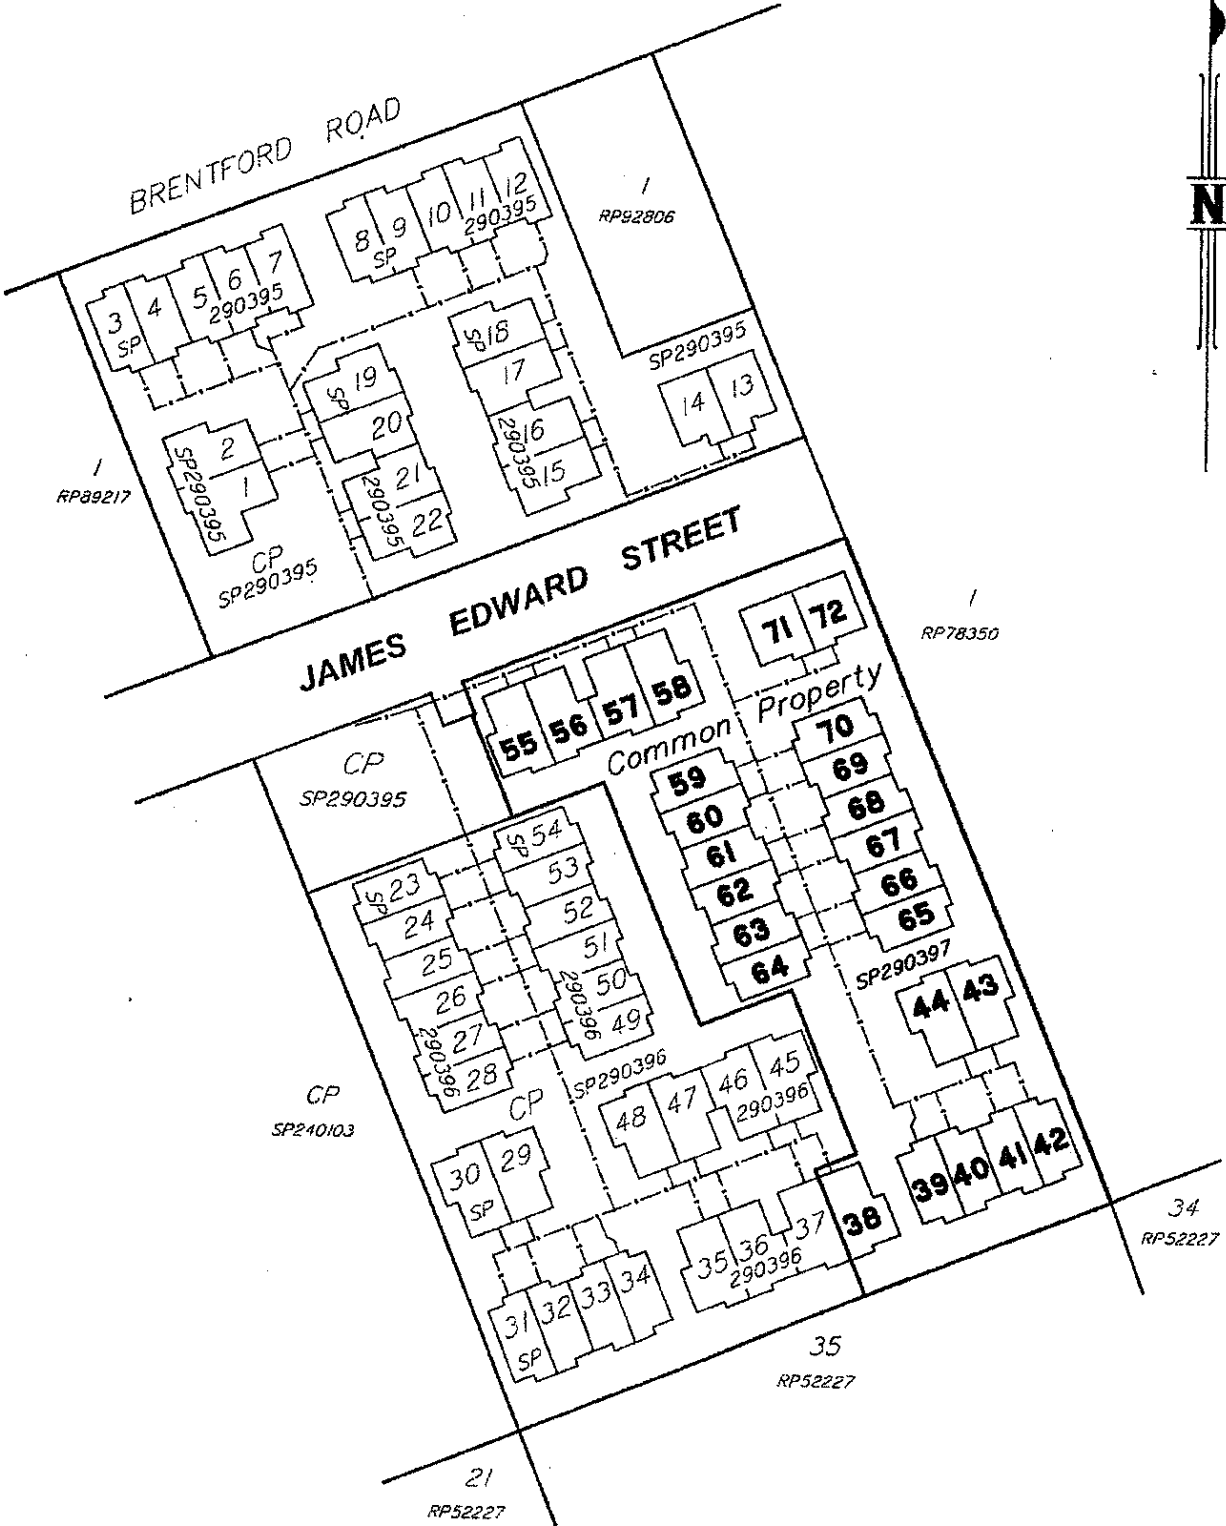 BRENTFORD ROAD
N
1
RP92806
8
9
10
11
12
SP
290395
3
4
5
6
7
SP
290395
18
SP
17
16
15
290395
SP290395
14
13
19
SP
20
21
22
290395
2
1
SP290395
1
RP89217
CP
SP290395
JAMES EDWARD STREET
71
72
1
RP78350
55
56
57
58
Common Property
CP
SP290395
59
60
61
62
63
64
70
69
68
67
66
65
SP290397
54
SP
53
52
51
50
49
290396
23
SP
24
25
26
27
28
290396
44
43
SP290396
CP
48
47
46
45
290396
CP
SP240103
30
29
SP
39
40
41
42
38
37
36
35
290396
31
32
33
34
SP
34
RP52227
35
RP52227
21
RP52227